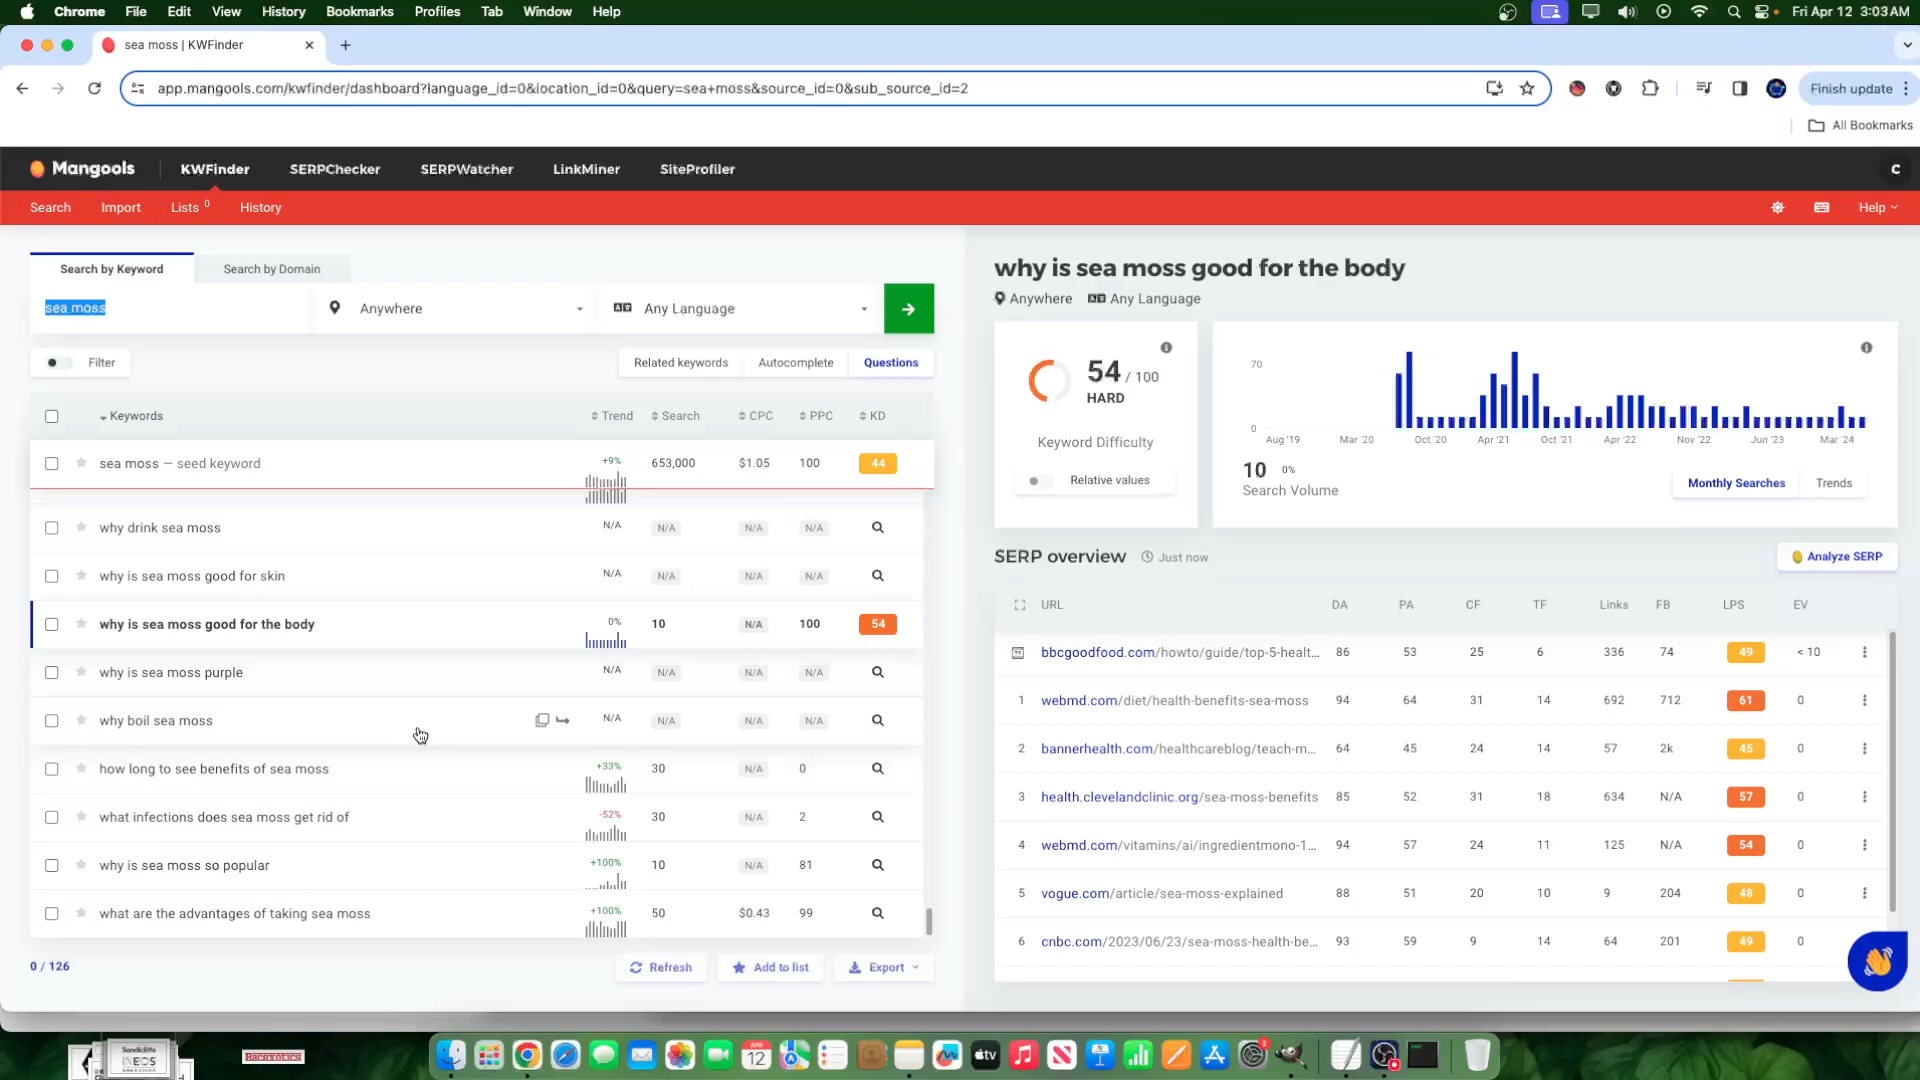 Chrome File Edit View History Bookmarks Profiles Tab Window Help Fri Apr 12 3:03 AM
sea moss | KWFinder
app.mangools.com/kwfinder/dashboard?language_id=0&location_id=0&query=sea+moss&source_id=0&sub_source_id=2 Finish update
All Bookmarks
Mangools KWFinder SERPChecker SERPWatcher LinkMiner SiteProfiler C
Search Import Lists 0 History Help
Search by Keyword Search by Domain
sea moss Anywhere Any Language
Filter Related keywords Autocomplete Questions
Keywords Trend Search CPC PPC KD
sea moss — seed keyword +9% 653,000 $1.05 100 44
why drink sea moss N/A N/A N/A N/A
why is sea moss good for skin N/A N/A N/A N/A
why is sea moss good for the body 0% 10 N/A 100 54
why is sea moss purple N/A N/A N/A N/A
why boil sea moss N/A N/A N/A N/A
how long to see benefits of sea moss +33% 30 N/A 0
what infections does sea moss get rid of -52% 30 N/A 2
why is sea moss so popular +100% 10 N/A 81
what are the advantages of taking sea moss +100% 50 $0.43 99
0 / 126 Refresh Add to list Export
why is sea moss good for the body
Anywhere Any Language
54 / 100
HARD
Keyword Difficulty
Relative values
70
0
Aug '19 Mar '20 Oct '20 Apr '21 Oct '21 Apr '22 Nov '22 Jun '23 Mar '24
10 0%
Search Volume
Monthly Searches Trends
SERP overview Just now Analyze SERP
URL DA PA CF TF Links FB LPS EV
bbcgoodfood.com/howto/guide/top-5-healt... 86 53 25 6 336 74 49 < 10
1 webmd.com/diet/health-benefits-sea-moss 94 64 31 14 692 712 61 0
2 bannerhealth.com/healthcareblog/teach-m... 64 45 24 14 57 2k 45 0
3 health.clevelandclinic.org/sea-moss-benefits 85 52 31 18 634 N/A 57 0
4 webmd.com/vitamins/ai/ingredientmono-1... 94 57 24 11 125 N/A 54 0
5 vogue.com/article/sea-moss-explained 88 51 20 10 9 204 48 0
6 cnbc.com/2023/06/23/sea-moss-health-be... 93 59 9 14 64 201 49 0
Sandicliffe
INEOS
APR
12
tv
2